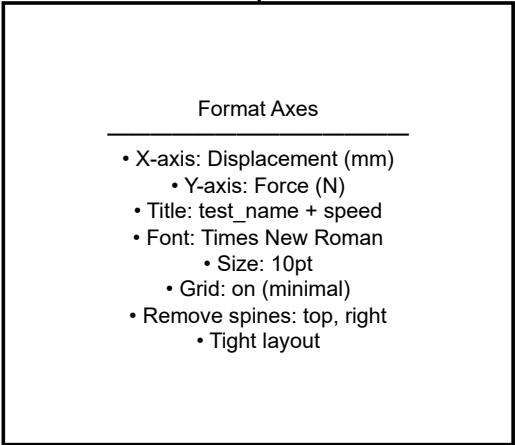 Format Axes
• X-axis: Displacement (mm)
• Y-axis: Force (N)
• Title: test_name + speed
• Font: Times New Roman
• Size: 10pt
• Grid: on (minimal)
• Remove spines: top, right
• Tight layout